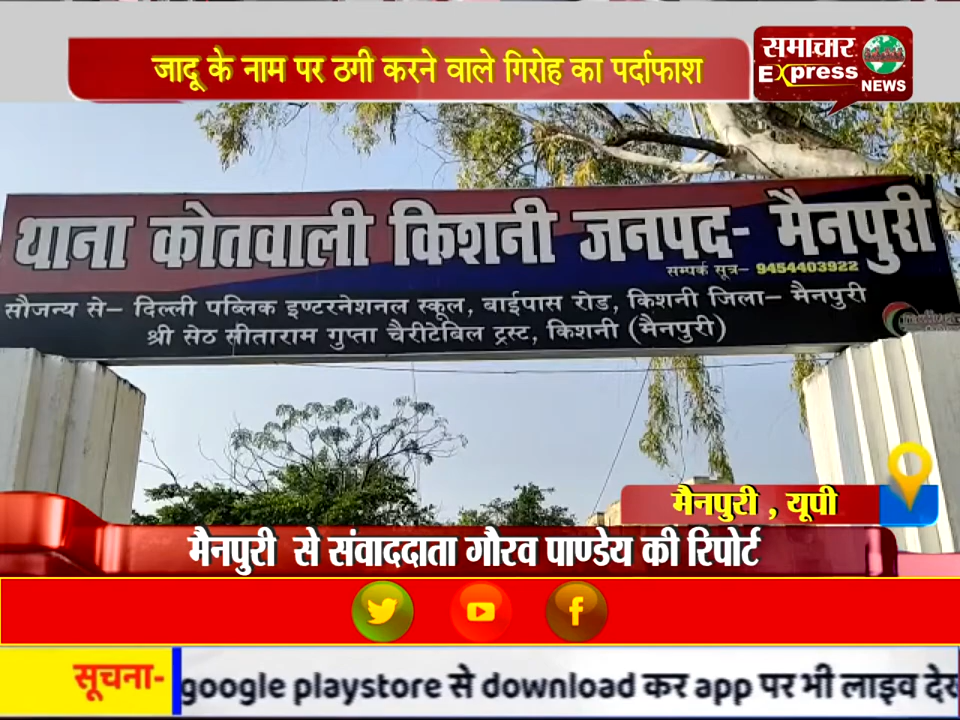 जादू के नाम पर ठगी करने वाले गिरोह का पर्दाफाश
समाचार
Express
NEWS
थाना कोतवाली किशनी जनपद- मैनपुरी
सम्पर्क सूत्र- 9454403922
सौजन्य से- दिल्ली पब्लिक इण्टरनेशनल स्कूल, बाईपास रोड, किशनी जिला- मैनपुरी
श्री सेठ सीताराम गुप्ता चैरीटेबिल ट्रस्ट, किशनी (मैनपुरी)
मैनपुरी , यूपी
मैनपुरी से संवाददाता गौरव पाण्डेय की रिपोर्ट
सूचना- google playstore से download कर app पर भी लाइव